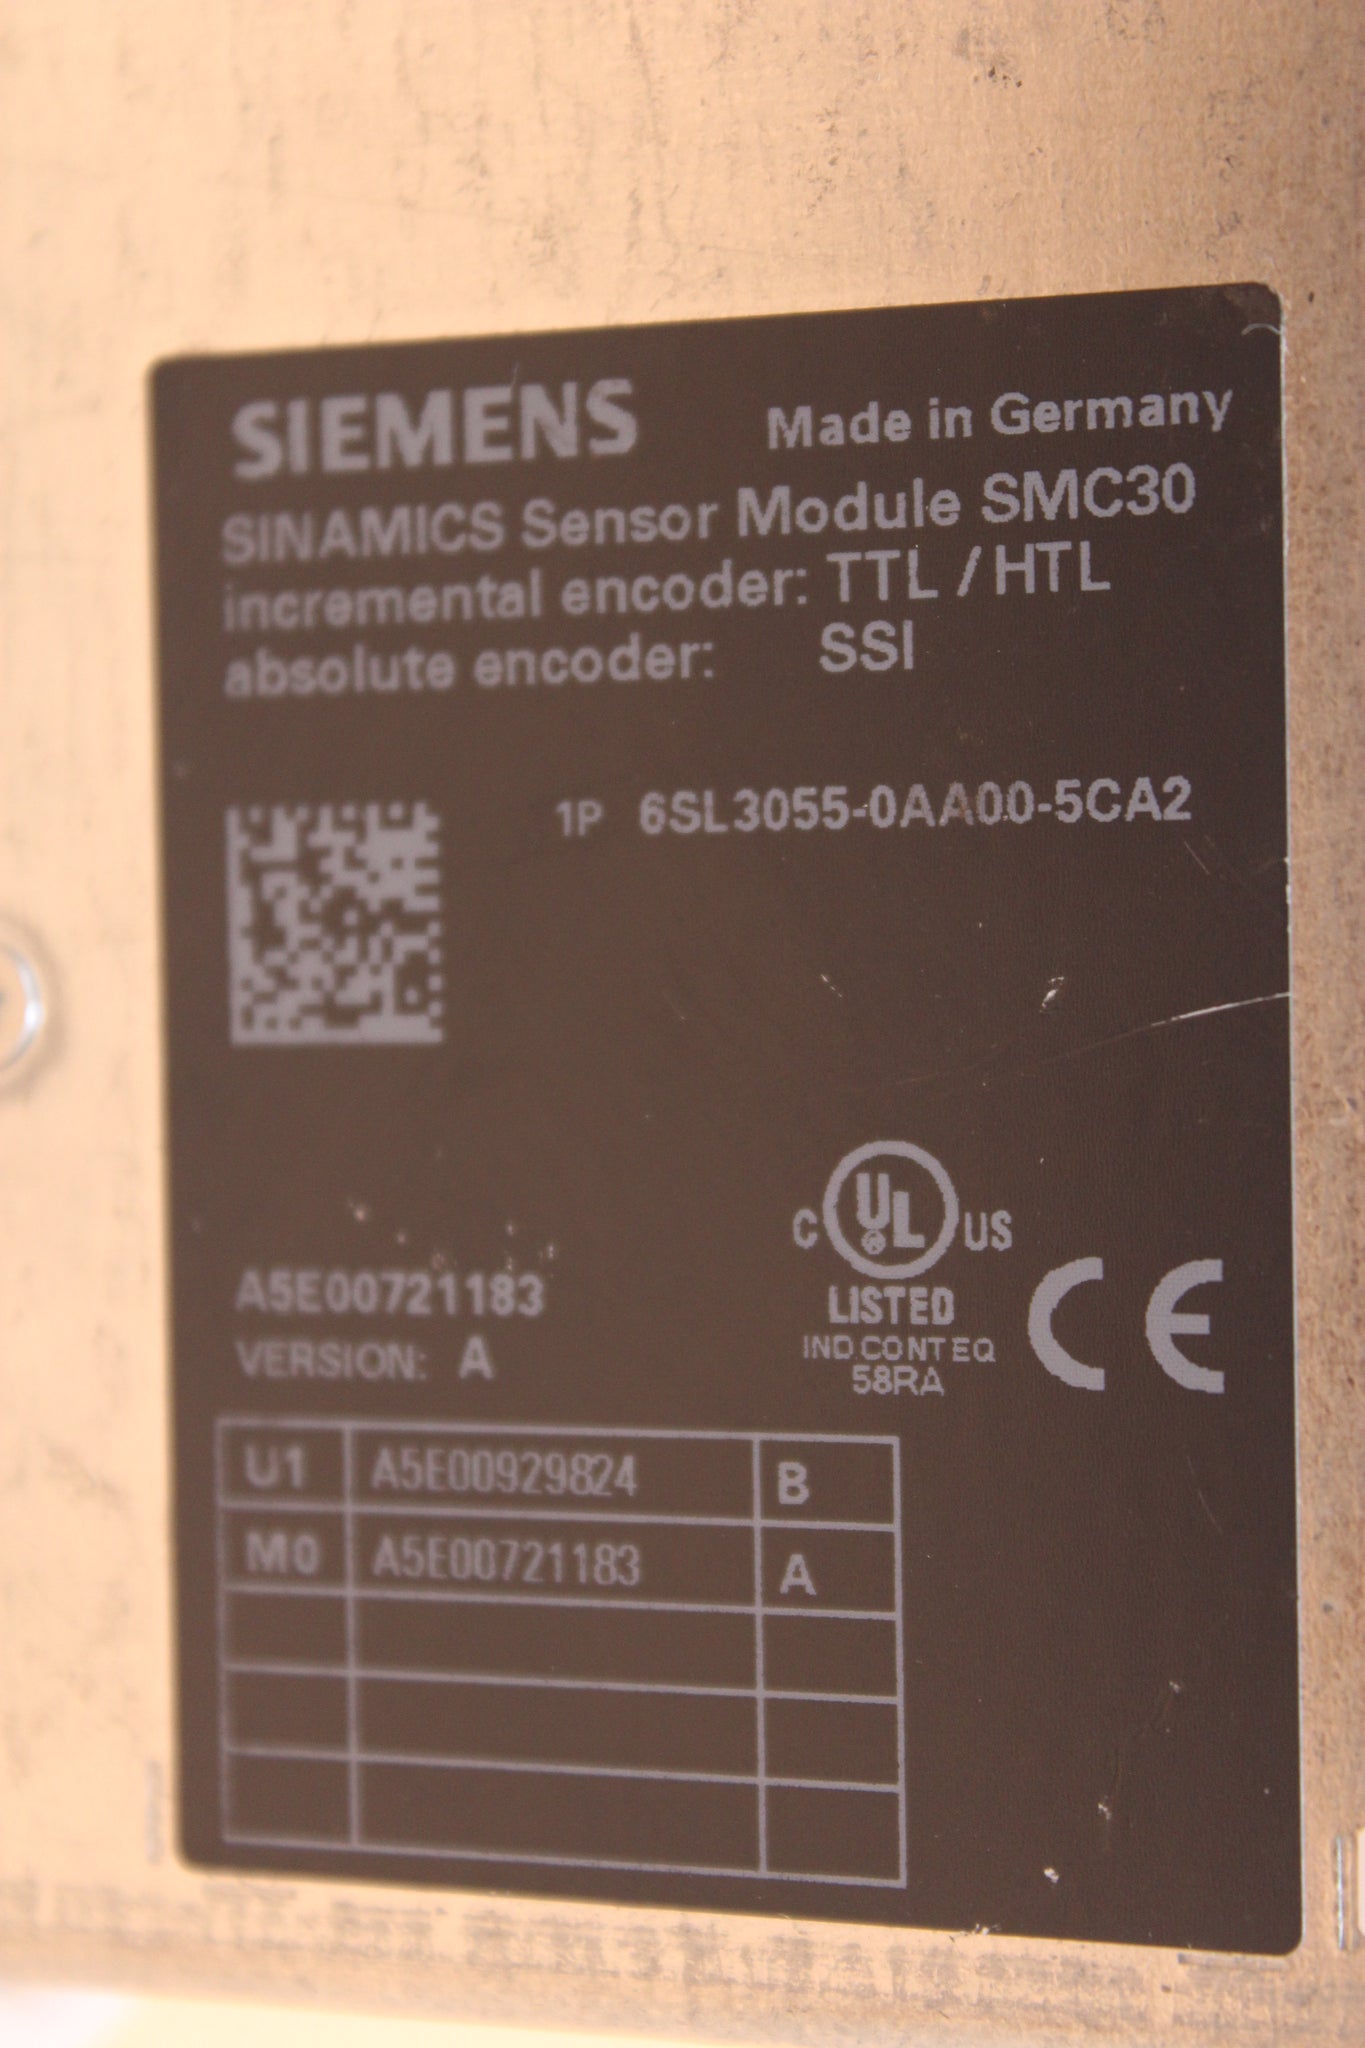 SIEMENS
Made in Germany
SINAMICS Sensor Module SMC30
incremental encoder: TTL / HTL
absolute encoder: SSI
1P 6SL3055-0AA00-5CA2
C UL US
LISTED
IND.CONT.EQ
58RA
CE
A5E00721183
VERSION: A
U1 A5E00929824 B
M0 A5E00721183 A